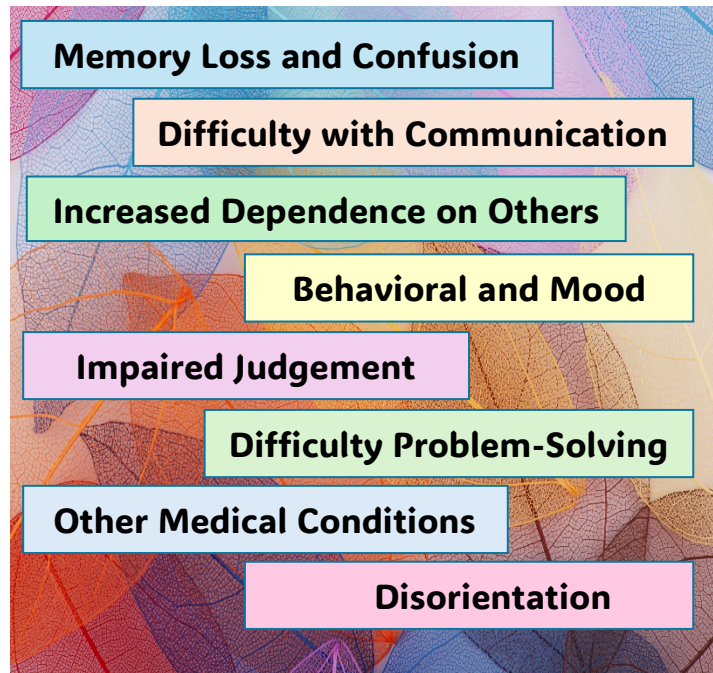 Memory Loss and Confusion
Difficulty with Communication
Increased Dependence on Others
Behavioral and Mood
Impaired Judgement
Difficulty Problem-Solving
Other Medical Conditions
Disorientation